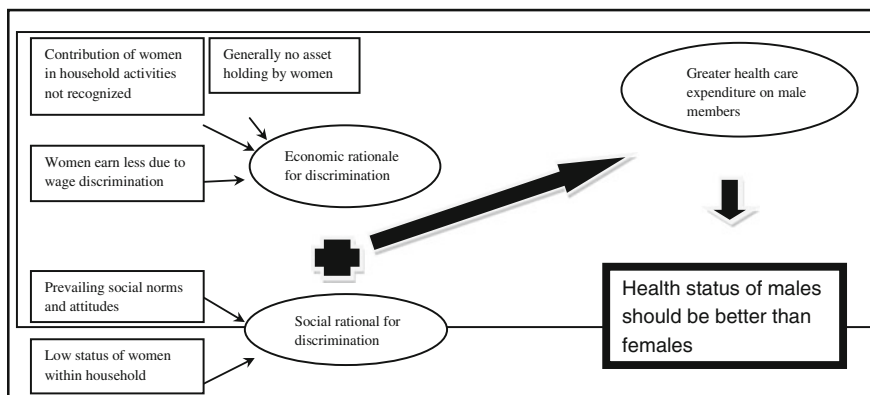 Contribution of women
in household activities
not recognized
Generally no asset
holding by women
Greater health care
expenditure on male
members
Women earn less due to
wage discrimination
Economic rationale
for discrimination
Prevailing social norms
and attitudes
Social rational for
discrimination
Low status of women
within household
Health status of males
should be better than
females